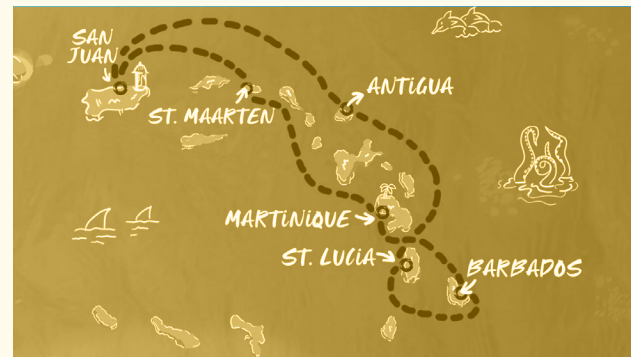 SAN
JUAN
ANTIGUA
ST. MAARTEN
MARTINIQUE
ST. LUCIA
BARBADOS